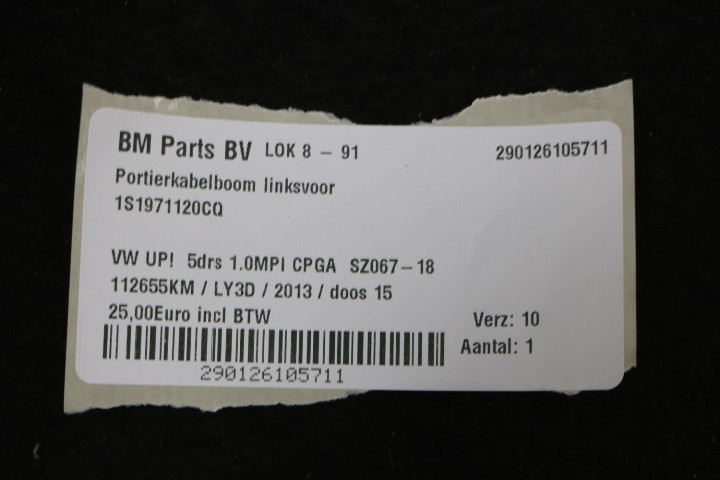 BM Parts BV LOK 8 - 91 290126105711
Portierkabelboom linksvoor
1S1971120CQ
VW UP! 5drs 1.0MPI CPGA SZ067-18
112655KM / LY3D / 2013 / doos 15
25,00Euro incl BTW
Verz: 10
Aantal: 1
290126105711